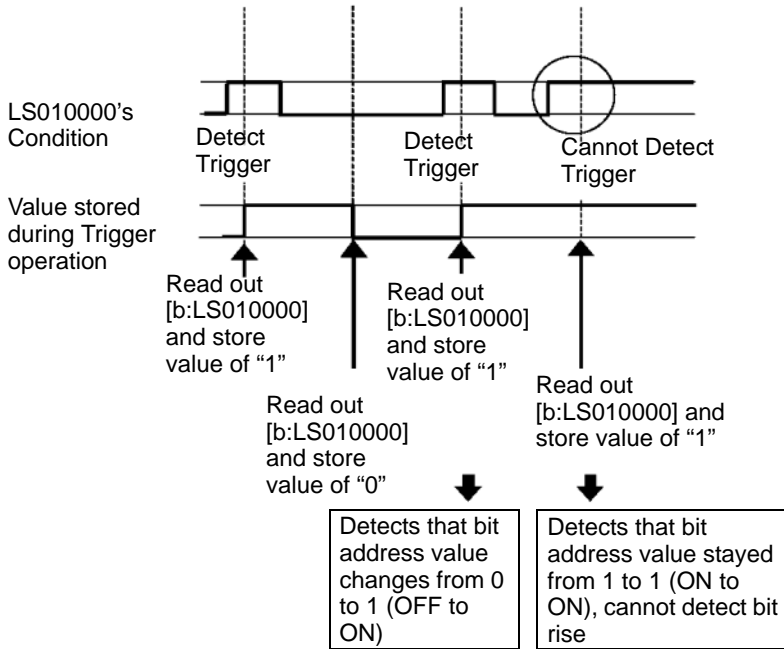 LS010000's
Condition
Detect
Trigger
Detect
Trigger
Cannot Detect
Trigger
Value stored
during Trigger
operation
Read out
[b:LS010000]
and store
value of “1”
Read out
[b:LS010000]
and store
value of “0”
Read out
[b:LS010000]
and store
value of “1”
Read out
[b:LS010000] and
store value of “1”
Detects that bit
address value
changes from 0
to 1 (OFF to
ON)
Detects that bit
address value stayed
from 1 to 1 (ON to
ON), cannot detect bit
rise